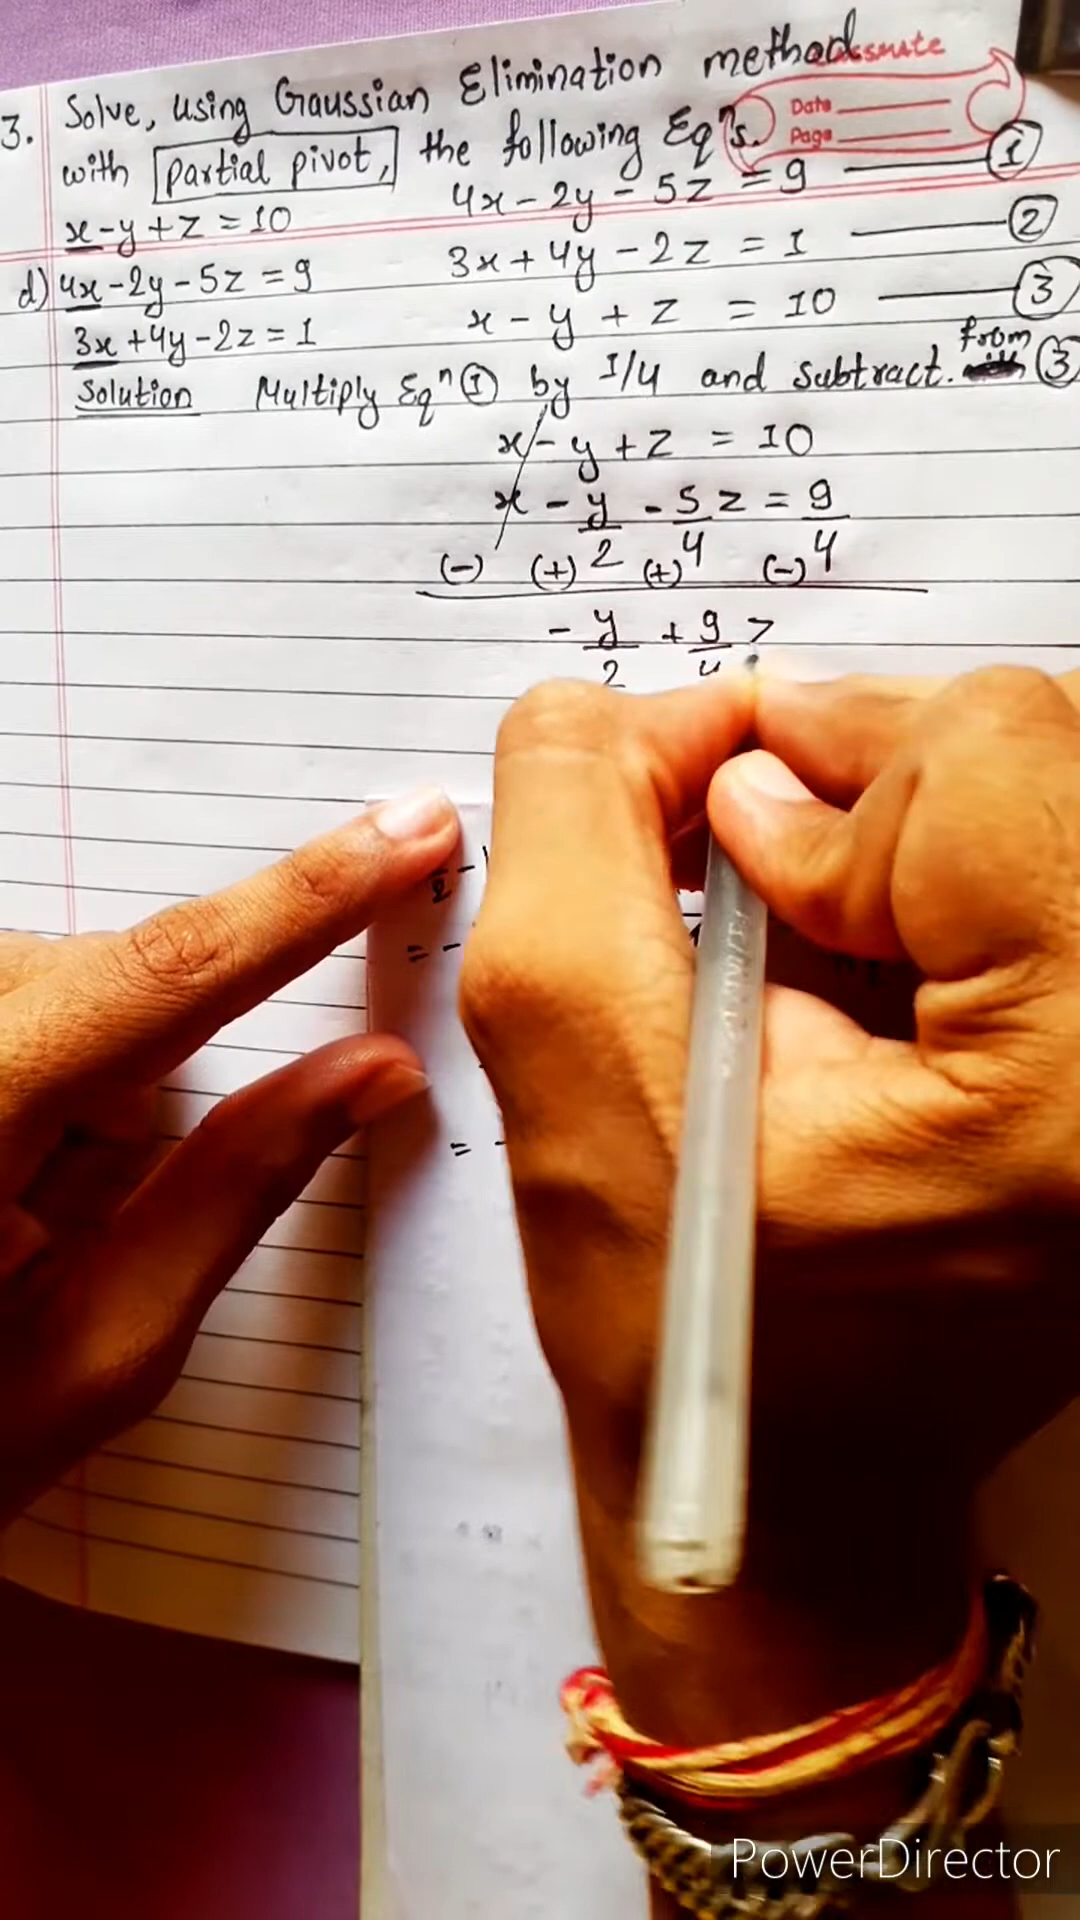 classmate
Date
Page
3. Solve, using Gaussian Elimination method
with partial pivot, the following Eqⁿs.
x - y + z = 10
d) 4x - 2y - 5z = 9
3x + 4y - 2z = 1
4x - 2y - 5z = 9 ——— ①
3x + 4y - 2z = 1 ——— ②
x - y + z = 10 ——— ③
Solution Multiply Eqⁿ ① by 1/4 and subtract. from ③
x - y + z = 10
x - y/2 - 5/4 z = 9/4
(-) (+) (+) (-)
- y/2 + 9/4 z
PowerDirector